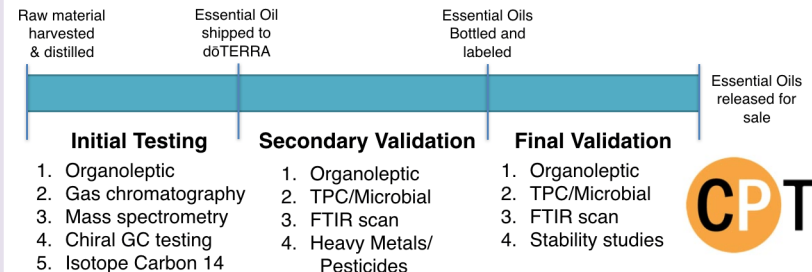 Raw material
harvested
& distilled
Essential Oil
shipped to
dōTERRA
Essential Oils
Bottled and
labeled
Essential Oils
released for
sale
Initial Testing
1. Organoleptic
2. Gas chromatography
3. Mass spectrometry
4. Chiral GC testing
5. Isotope Carbon 14
Secondary Validation
1. Organoleptic
2. TPC/Microbial
3. FTIR scan
4. Heavy Metals/
Pesticides
Final Validation
1. Organoleptic
2. TPC/Microbial
3. FTIR scan
4. Stability studies
CPT